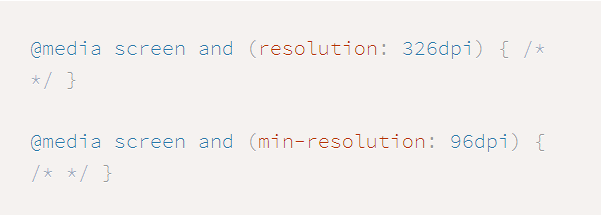 @media screen and (resolution: 326dpi) { /*
*/ }
@media screen and (min-resolution: 96dpi) {
/* */ }